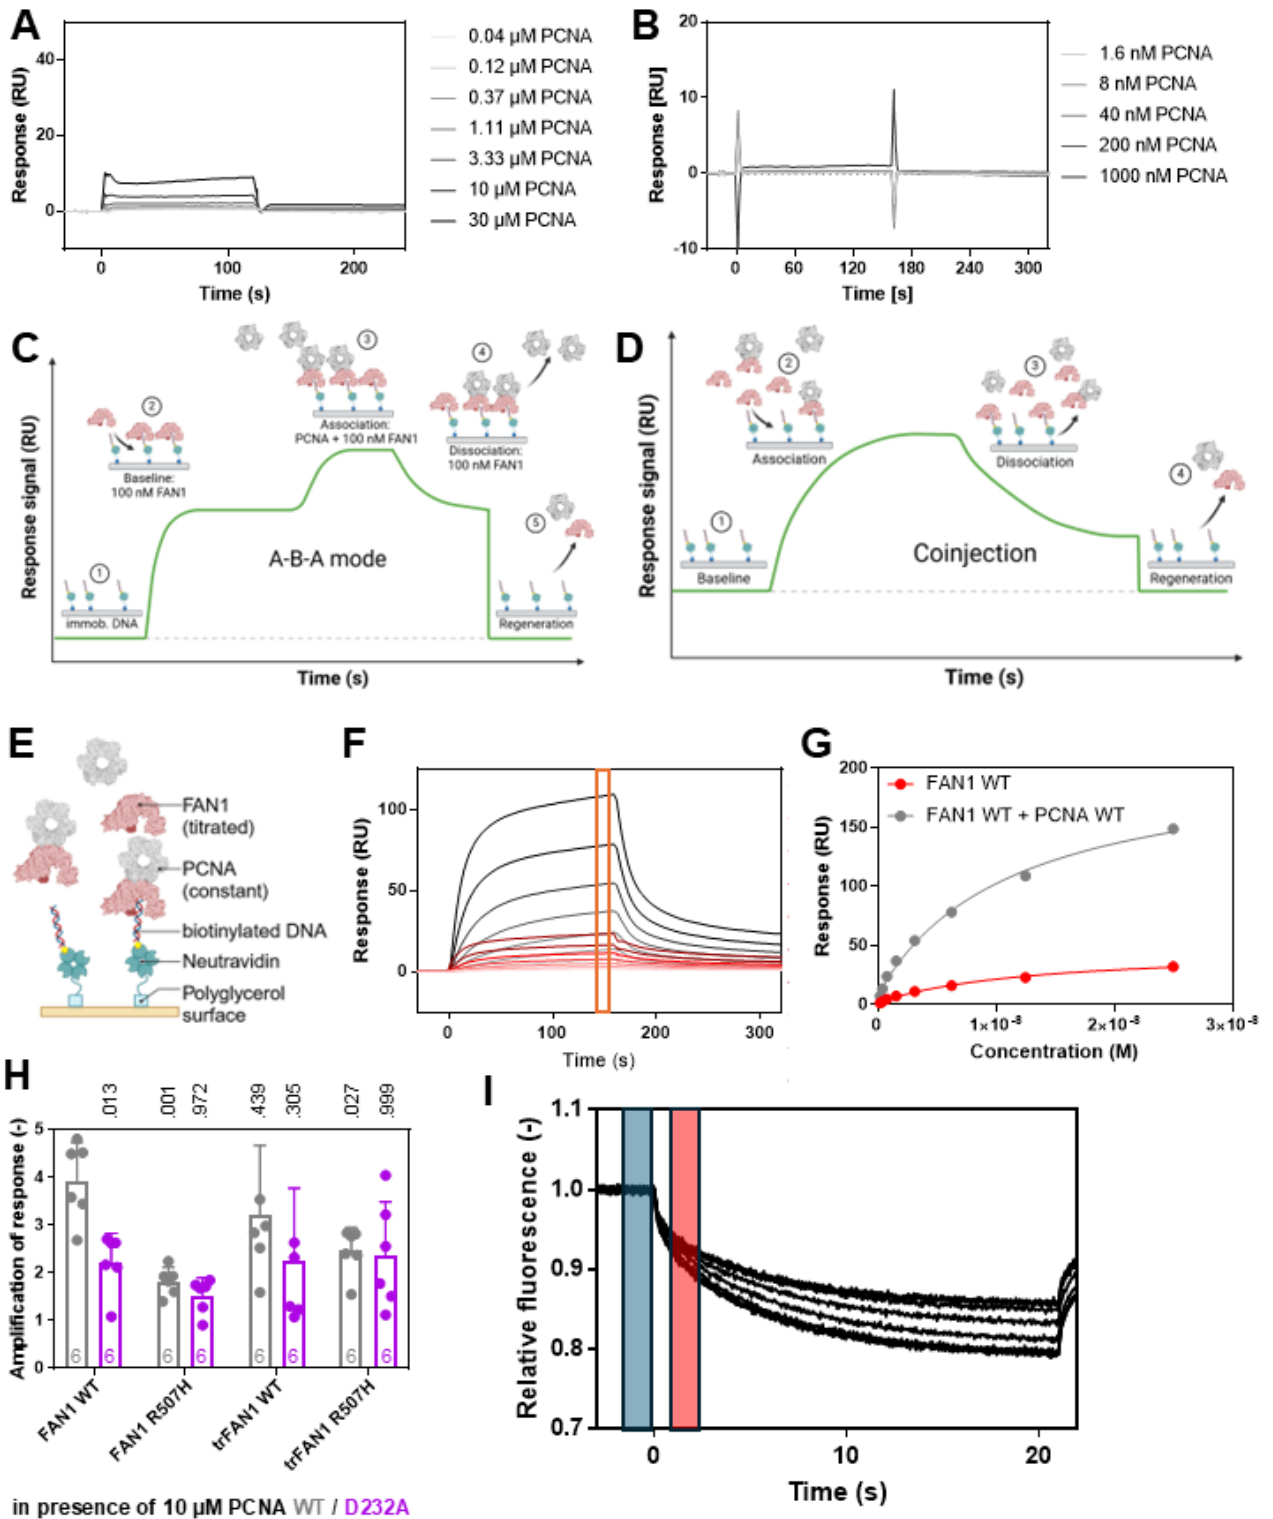 A
Response (RU)
40
20
0
0
100
200
Time (s)
0.04 µM PCNA
0.12 µM PCNA
0.37 µM PCNA
1.11 µM PCNA
3.33 µM PCNA
10 µM PCNA
30 µM PCNA
B
Response [RU]
20
10
0
-10
0
60
120
180
240
300
Time [s]
1.6 nM PCNA
8 nM PCNA
40 nM PCNA
200 nM PCNA
1000 nM PCNA
C
Response signal (RU)
1
immob. DNA
2
Baseline:
100 nM FAN1
3
Association:
PCNA + 100 nM FAN1
4
Dissociation:
100 nM FAN1
5
Regeneration
A-B-A mode
Time (s)
D
Response signal (RU)
1
Baseline
2
Association
3
Dissociation
4
Regeneration
Coinjection
Time (s)
E
FAN1
(titrated)
PCNA
(constant)
biotinylated DNA
Neutravidin
Polyglycerol
surface
F
Response (RU)
100
50
0
0
100
200
300
Time (s)
G
Response (RU)
200
150
100
50
0
FAN1 WT
FAN1 WT + PCNA WT
0
1×10-8
2×10-8
3×10-8
Concentration (M)
H
Amplification of response (-)
5
4
3
2
1
0
.013
.001
.972
.439
.305
.027
.999
6
6
6
6
6
6
6
6
FAN1 WT
FAN1 R507H
trFAN1 WT
trFAN1 R507H
in presence of 10 µM PCNA WT / D232A
I
Relative fluorescence (-)
1.1
1.0
0.9
0.8
0.7
0
10
20
Time (s)